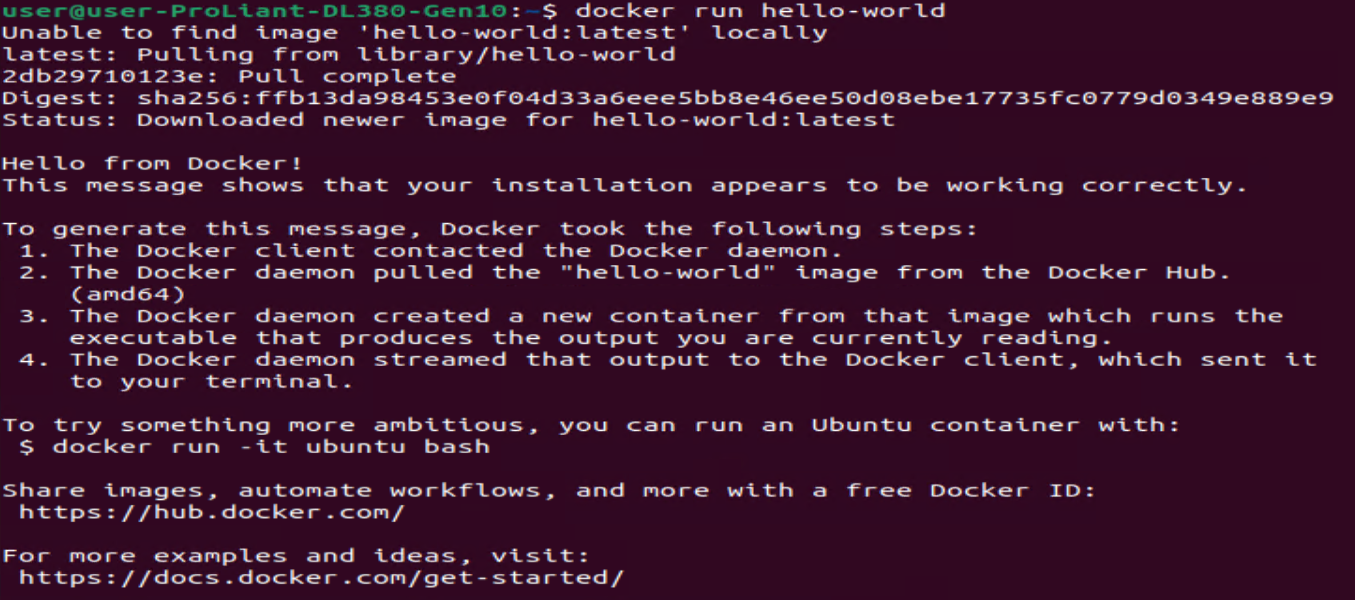 user@user-ProLiant-DL380-Gen10:~$ docker run hello-world
Unable to find image 'hello-world:latest' locally
latest: Pulling from library/hello-world
2db29710123e: Pull complete
Digest: sha256:ffb13da98453e0f04d33a6eee5bb8e46ee50d08ebe17735fc0779d0349e889e9
Status: Downloaded newer image for hello-world:latest

Hello from Docker!
This message shows that your installation appears to be working correctly.

To generate this message, Docker took the following steps:
 1. The Docker client contacted the Docker daemon.
 2. The Docker daemon pulled the "hello-world" image from the Docker Hub.
    (amd64)
 3. The Docker daemon created a new container from that image which runs the
    executable that produces the output you are currently reading.
 4. The Docker daemon streamed that output to the Docker client, which sent it
    to your terminal.

To try something more ambitious, you can run an Ubuntu container with:
 $ docker run -it ubuntu bash

Share images, automate workflows, and more with a free Docker ID:
 https://hub.docker.com/

For more examples and ideas, visit:
 https://docs.docker.com/get-started/